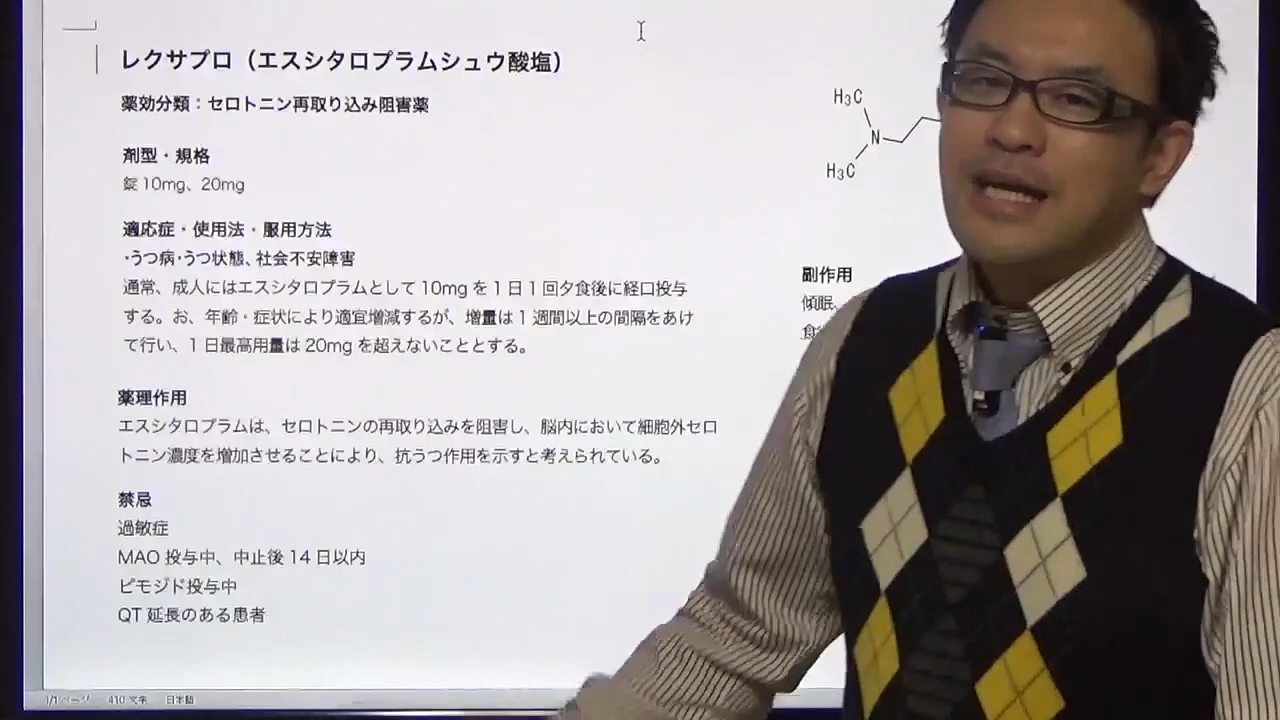 レクサプロ（エスシタロプラムシュウ酸塩）
薬効分類：セロトニン再取り込み阻害薬
剤型・規格
錠 10mg、20mg
適応症・使用法・服用方法
・うつ病・うつ状態、社会不安障害
通常、成人にはエスシタロプラムとして 10mg を 1 日 1 回夕食後に経口投与
する。お、年齢・症状により適宜増減するが、増量は 1 週間以上の間隔をあけ
て行い、1 日最高用量は 20mg を超えないこととする。
薬理作用
エスシタロプラムは、セロトニンの再取り込みを阻害し、脳内において細胞外セロ
トニン濃度を増加させることにより、抗うつ作用を示すと考えられている。
禁忌
過敏症
MAO 投与中、中止後 14 日以内
ピモジド投与中
QT 延長のある患者
H₃C
N
H₃C
副作用
傾眠、
1/1 ページ 410 文字 日本語